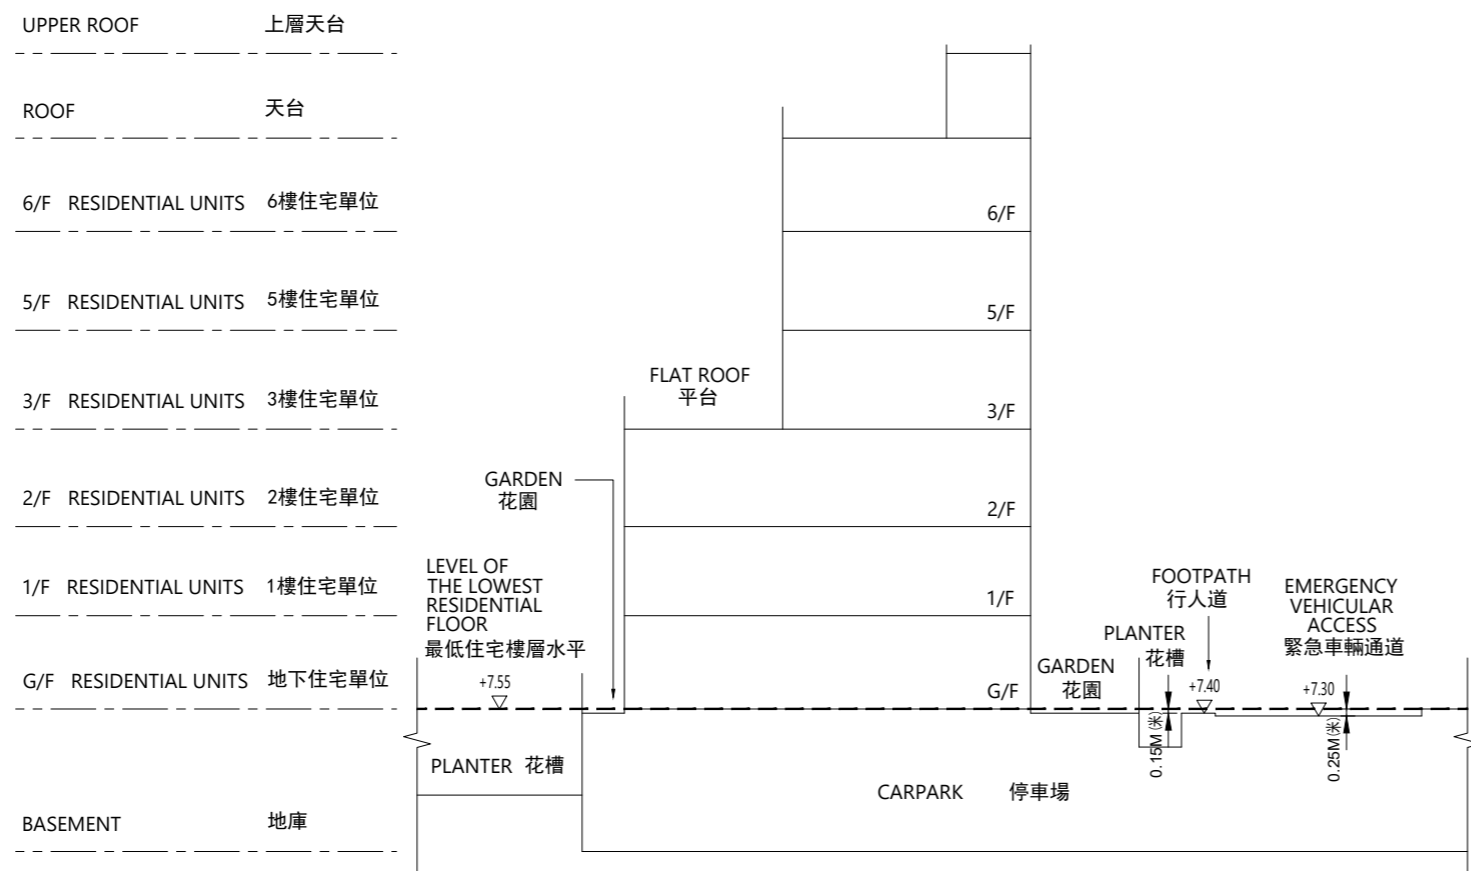 UPPER ROOF 上層天台
ROOF 天台
6/F RESIDENTIAL UNITS 6樓住宅單位
6/F
5/F RESIDENTIAL UNITS 5樓住宅單位
5/F
FLAT ROOF
平台
3/F RESIDENTIAL UNITS 3樓住宅單位
3/F
GARDEN
花園
2/F RESIDENTIAL UNITS 2樓住宅單位
2/F
LEVEL OF
THE LOWEST
RESIDENTIAL
FLOOR
最低住宅樓層水平
1/F RESIDENTIAL UNITS 1樓住宅單位
1/F
FOOTPATH
行人道
EMERGENCY
VEHICULAR
ACCESS
緊急車輛通道
PLANTER
花槽
GARDEN
花園
G/F RESIDENTIAL UNITS 地下住宅單位
+7.55
G/F
+7.40
+7.30
0.15M (米)
0.25M(米)
PLANTER 花槽
CARPARK 停車場
BASEMENT 地庫